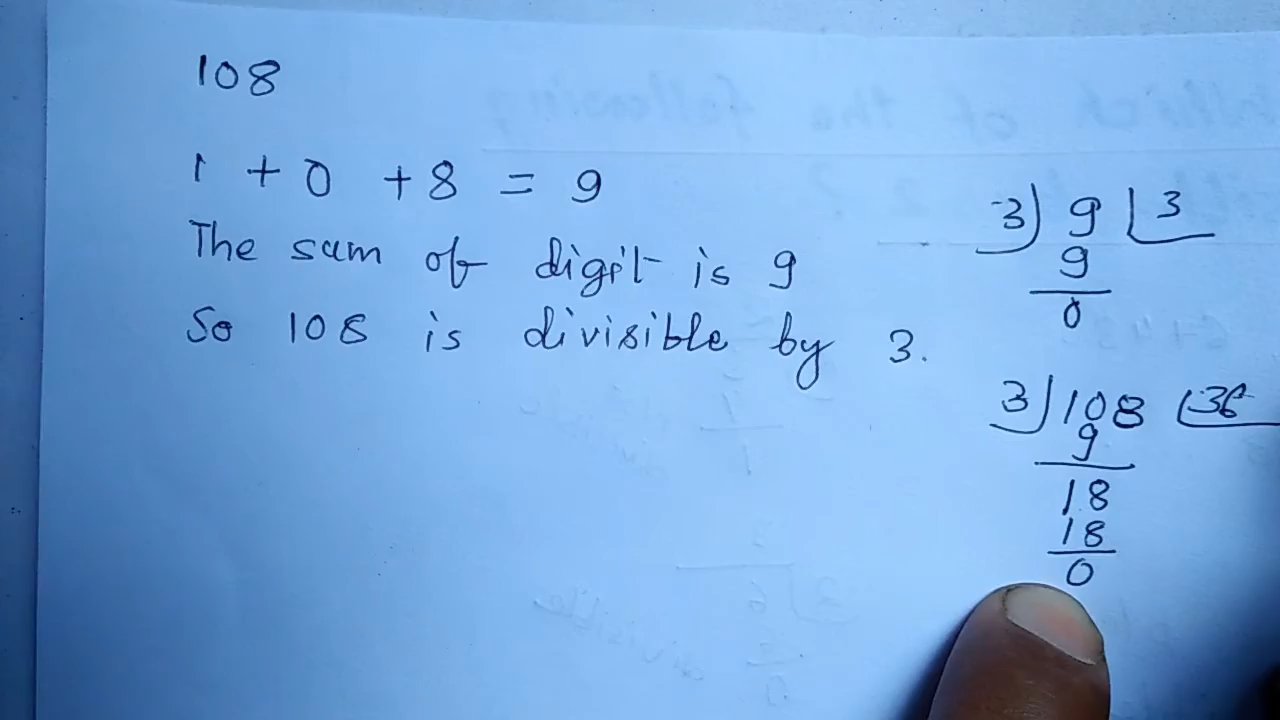 108
1 + 0 + 8 = 9
The sum of digit is 9
So 108 is divisible by 3.
3) 9 (3
9
0
3) 108 (36
9
18
18
0